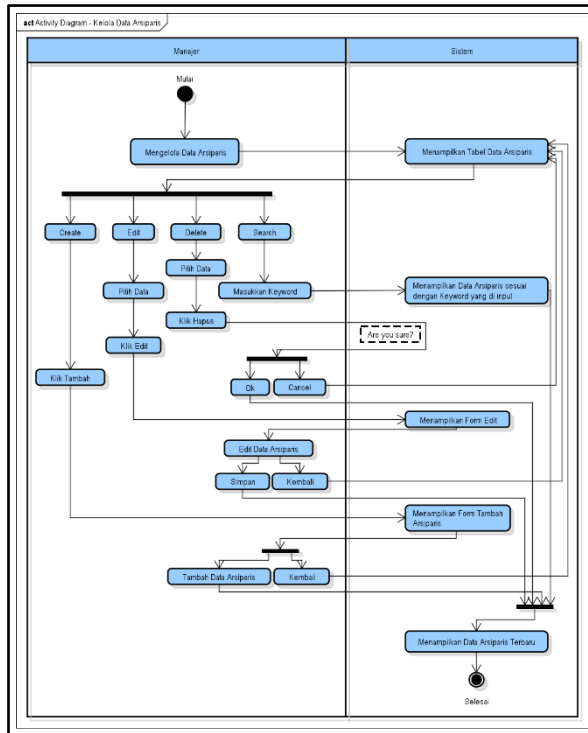 act Activity Diagram - Kelola Data Arsiparis
Manajer
Sistem
Mulai
Mengelola Data Arsiparis
Menampilkan Tabel Data Arsiparis
Create
Edit
Delete
Search
Pilih Data
Pilih Data
Masukkan Keyword
Menampilkan Data Arsiparis sesuai
dengan Keyword yang di input
Klik Hapus
Are you sure?
Klik Edit
Klik Tambah
Ok
Cancel
Menampilkan Form Edit
Edit Data Arsiparis
Simpan
Kembali
Menampilkan Form Tambah
Arsiparis
Tambah Data Arsiparis
Kembali
Menampilkan Data Arsiparis Terbaru
Selesai